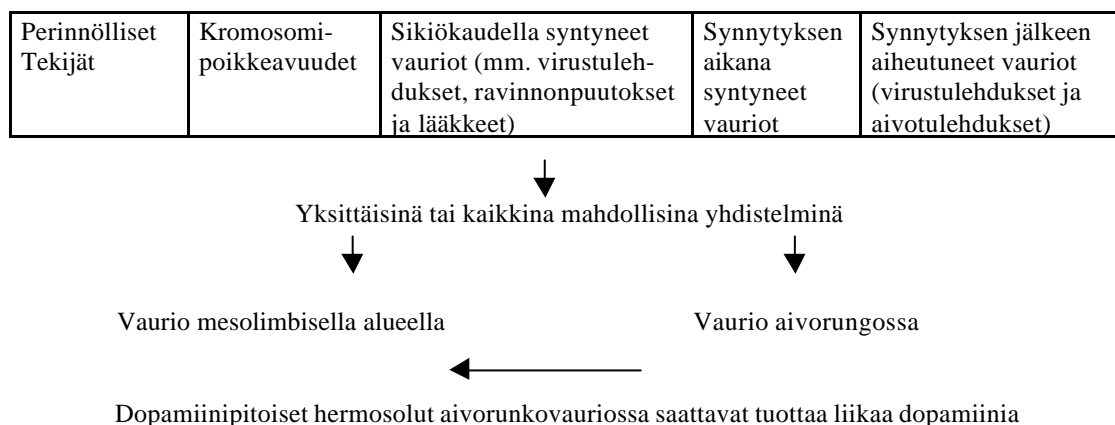 Perinnölliset
Tekijät
Kromosomi-
poikkeavuudet
Sikiökaudella syntyneet
vauriot (mm. virustuleh-
dukset, ravinnonpuutokset
ja lääkkeet)
Synnytyksen
aikana
syntyneet
vauriot
Synnytyksen jälkeen
aiheutuneet vauriot
(virustulehdukset ja
aivotulehdukset)
Yksittäisinä tai kaikkina mahdollisina yhdistelminä
Vaurio mesolimbisella alueella
Vaurio aivorungossa
Dopamiinipitoiset hermosolut aivorunkovauriossa saattavat tuottaa liikaa dopamiinia